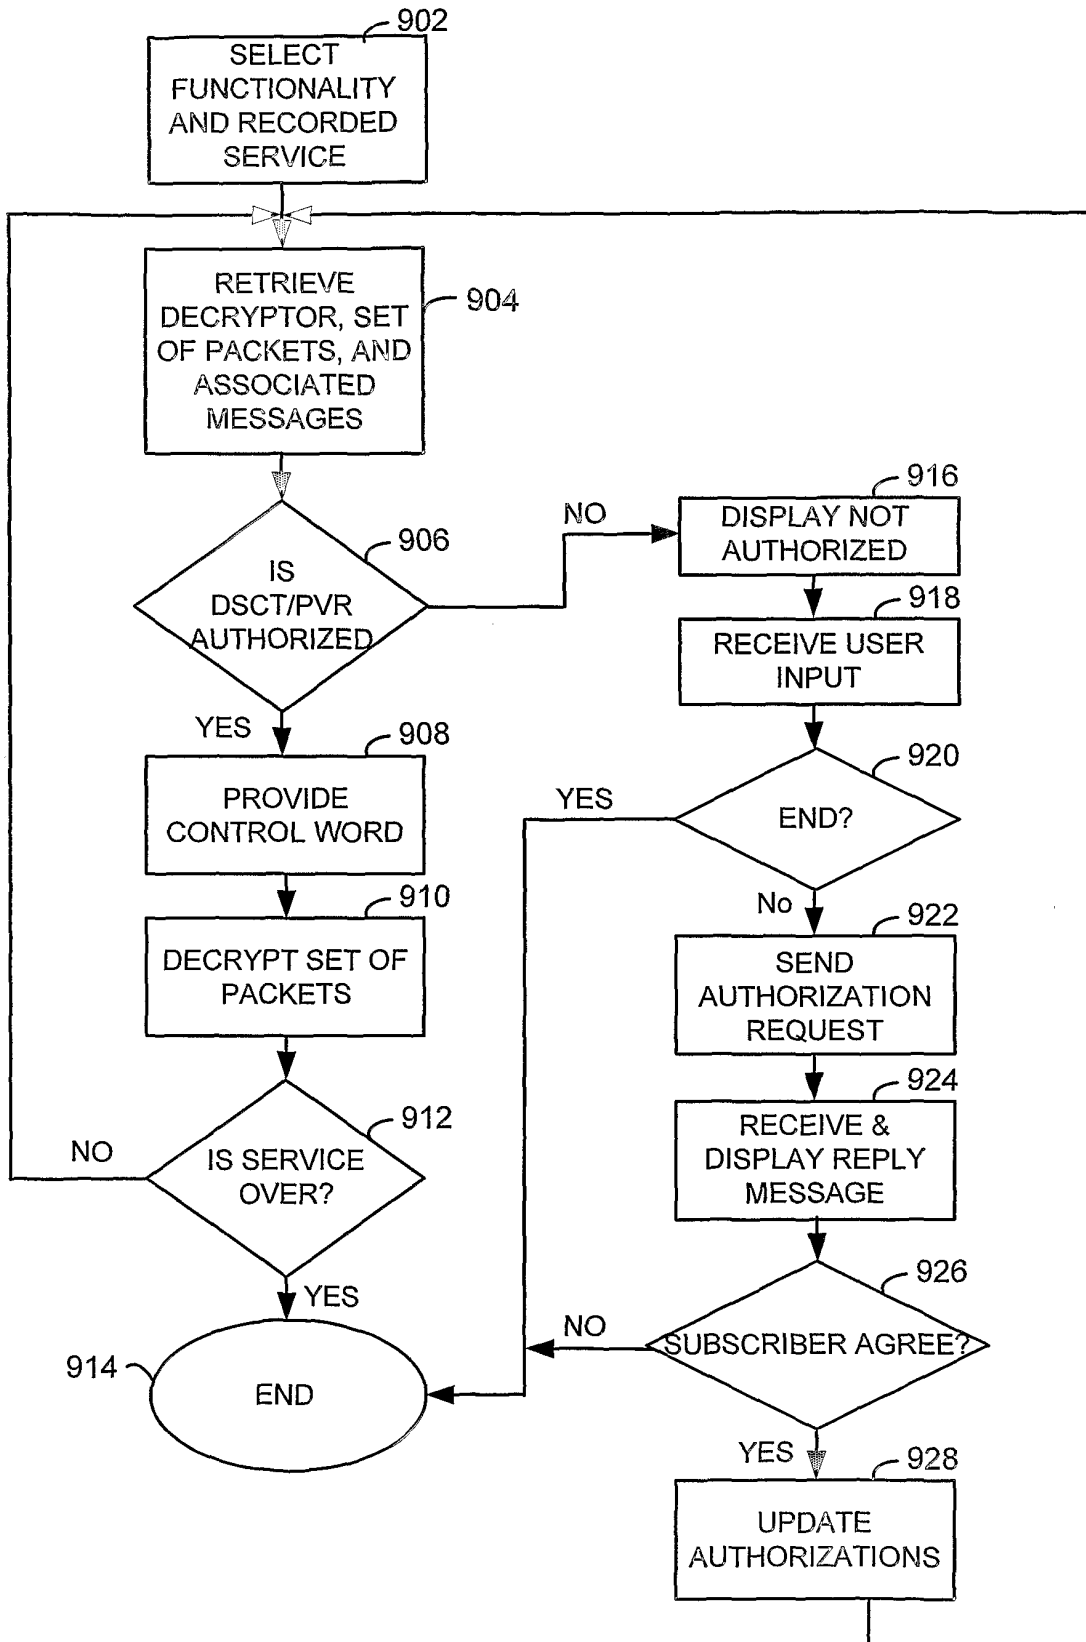 902
SELECT
FUNCTIONALITY
AND RECORDED
SERVICE
904
RETRIEVE
DECRYPTOR, SET
OF PACKETS, AND
ASSOCIATED
MESSAGES
906
IS
DSCT/PVR
AUTHORIZED
NO
YES
908
PROVIDE
CONTROL WORD
910
DECRYPT SET OF
PACKETS
912
IS SERVICE
OVER?
NO
YES
914
END
916
DISPLAY NOT
AUTHORIZED
918
RECEIVE USER
INPUT
920
END?
YES
No
922
SEND
AUTHORIZATION
REQUEST
924
RECEIVE &
DISPLAY REPLY
MESSAGE
926
SUBSCRIBER AGREE?
NO
YES
928
UPDATE
AUTHORIZATIONS